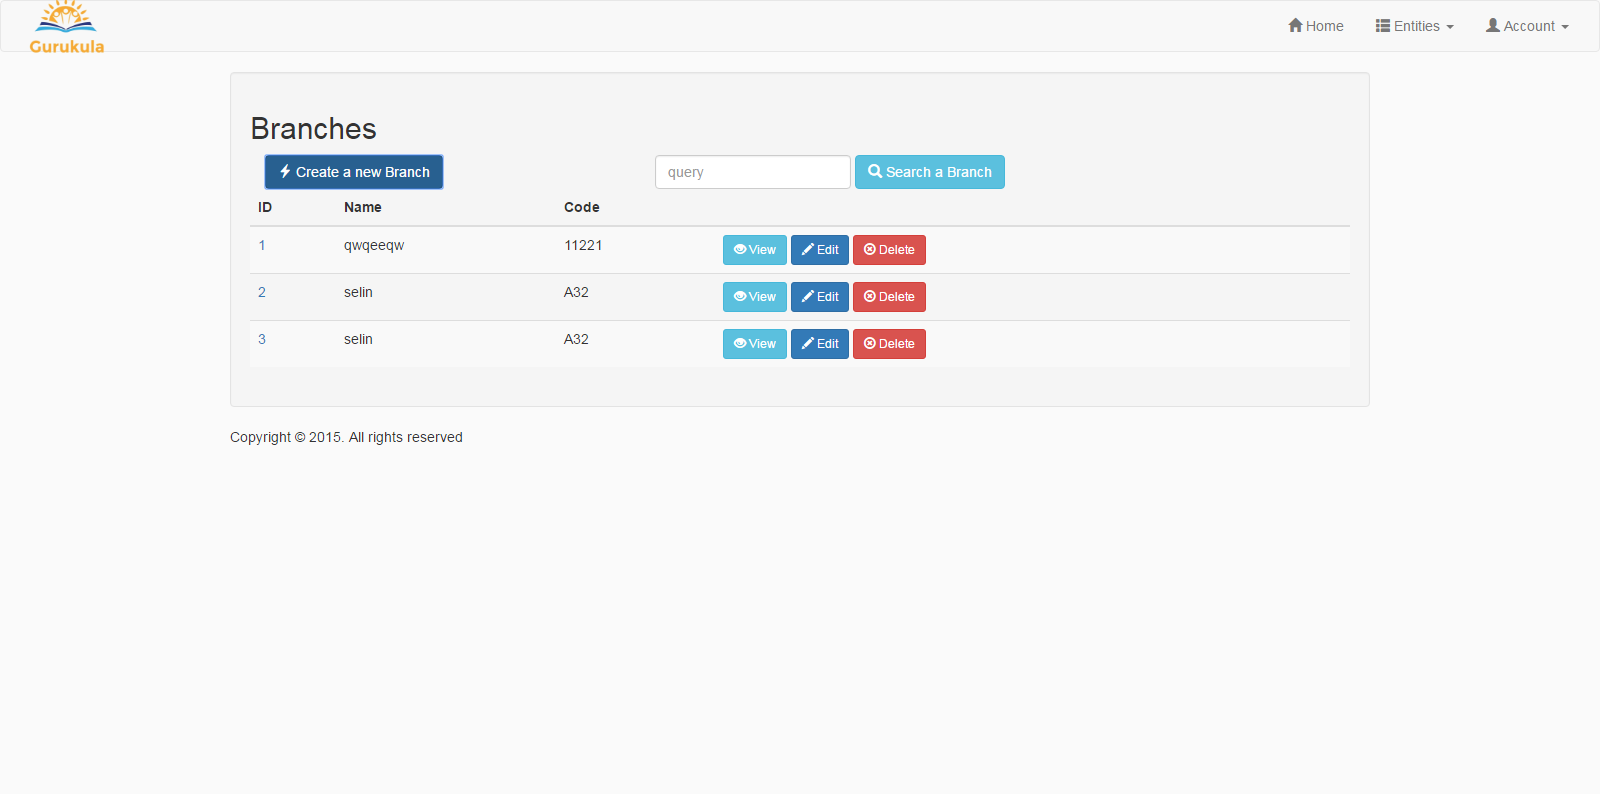 Gurukula
Home Entities Account
Branches
Create a new Branch query Search a Branch
ID Name Code
1 qwqeeqw 11221 View Edit Delete
2 selin A32 View Edit Delete
3 selin A32 View Edit Delete
Copyright © 2015. All rights reserved